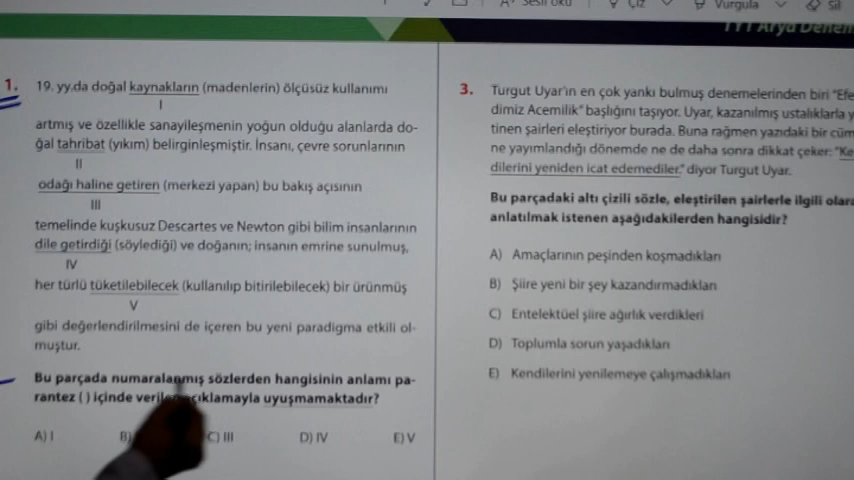 Sesli oku
Çiz
Vurgula
Sil
TYT Arya Denem
1. 19. yy.da doğal kaynakların (madenlerin) ölçüsüz kullanımı
I
artmış ve özellikle sanayileşmenin yoğun olduğu alanlarda do-
ğal tahribat (yıkım) belirginleşmiştir. İnsanı, çevre sorunlarının
II
odağı haline getiren (merkezi yapan) bu bakış açısının
III
temelinde kuşkusuz Descartes ve Newton gibi bilim insanlarının
dile getirdiği (söylediği) ve doğanın; insanın emrine sunulmuş,
IV
her türlü tüketilebilecek (kullanılıp bitirilebilecek) bir ürünmüş
V
gibi değerlendirilmesini de içeren bu yeni paradigma etkili ol-
muştur.
Bu parçada numaralanmış sözlerden hangisinin anlamı pa-
rantez ( ) içinde verilen açıklamayla uyuşmamaktadır?
A) I B) C) III D) IV E) V
3. Turgut Uyar'ın en çok yankı bulmuş denemelerinden biri "Efe
dimiz Acemilik" başlığını taşıyor. Uyar, kazanılmış ustalıklarla y
tinen şairleri eleştiriyor burada. Buna rağmen yazıdaki bir cüm
ne yayımlandığı dönemde ne de daha sonra dikkat çeker: "Ke
dilerini yeniden icat edemediler." diyor Turgut Uyar.
Bu parçadaki altı çizili sözle, eleştirilen şairlerle ilgili olara
anlatılmak istenen aşağıdakilerden hangisidir?
A) Amaçlarının peşinden koşmadıkları
B) Şiire yeni bir şey kazandırmadıkları
C) Entelektüel şiire ağırlık verdikleri
D) Toplumla sorun yaşadıkları
E) Kendilerini yenilemeye çalışmadıkları